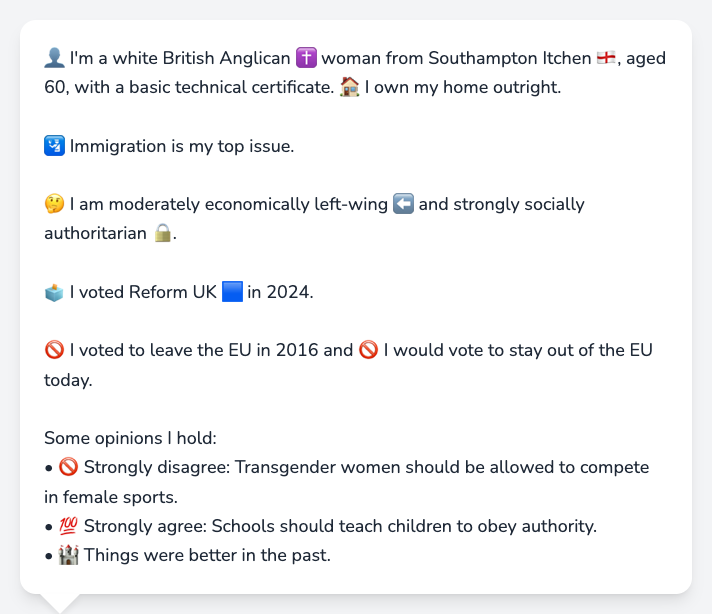 👤 I'm a white British Anglican ✝️ woman from Southampton Itchen 🏴󠁧󠁢󠁥󠁮󠁧󠁿, aged
60, with a basic technical certificate. 🏠 I own my home outright.
🛂 Immigration is my top issue.
🤔 I am moderately economically left-wing ⬅️ and strongly socially
authoritarian 🔒.
🗳️ I voted Reform UK 🟦 in 2024.
🚫 I voted to leave the EU in 2016 and 🚫 I would vote to stay out of the EU
today.
Some opinions I hold:
• 🚫 Strongly disagree: Transgender women should be allowed to compete
in female sports.
• 💯 Strongly agree: Schools should teach children to obey authority.
• 🏰 Things were better in the past.